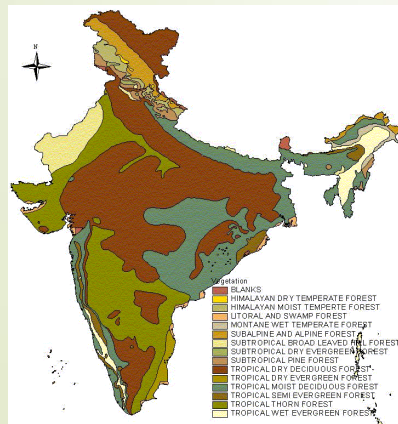 N
Vegetation
BLANKS
HIMALAYAN DRY TEMPERATE FOREST
HIMALAYAN MOIST TEMPERTE FOREST
LITORAL AND SWAMP FOREST
MONTANE WET TEMPERATE FOREST
SUBALPINE AND ALPINE FOREST
SUBTROPICAL BROAD LEAVED HILL FOREST
SUBTROPICAL DRY EVERGREEN FOREST
SUBTROPICAL PINE FOREST
TROPICAL DRY DECIDUOUS FOREST
TROPICAL DRY EVERGREEN FOREST
TROPICAL MOIST DECIDUOUS FOREST
TROPICAL SEMI EVERGREEN FOREST
TROPICAL THORN FOREST
TROPICAL WET EVERGREEN FOREST